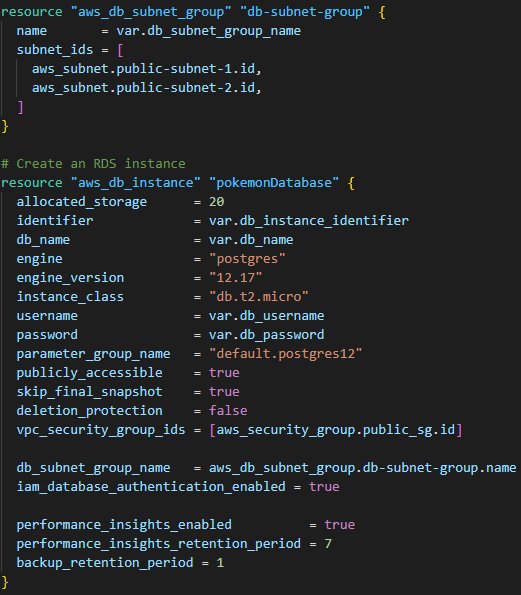 resource "aws_db_subnet_group" "db-subnet-group" {
  name       = var.db_subnet_group_name
  subnet_ids = [
    aws_subnet.public-subnet-1.id,
    aws_subnet.public-subnet-2.id,
  ]
}

# Create an RDS instance
resource "aws_db_instance" "pokemonDatabase" {
  allocated_storage      = 20
  identifier             = var.db_instance_identifier
  db_name                = var.db_name
  engine                 = "postgres"
  engine_version         = "12.17"
  instance_class         = "db.t2.micro"
  username               = var.db_username
  password               = var.db_password
  parameter_group_name   = "default.postgres12"
  publicly_accessible    = true
  skip_final_snapshot    = true
  deletion_protection    = false
  vpc_security_group_ids = [aws_security_group.public_sg.id]

  db_subnet_group_name   = aws_db_subnet_group.db-subnet-group.name
  iam_database_authentication_enabled = true

  performance_insights_enabled          = true
  performance_insights_retention_period = 7
  backup_retention_period = 1
}